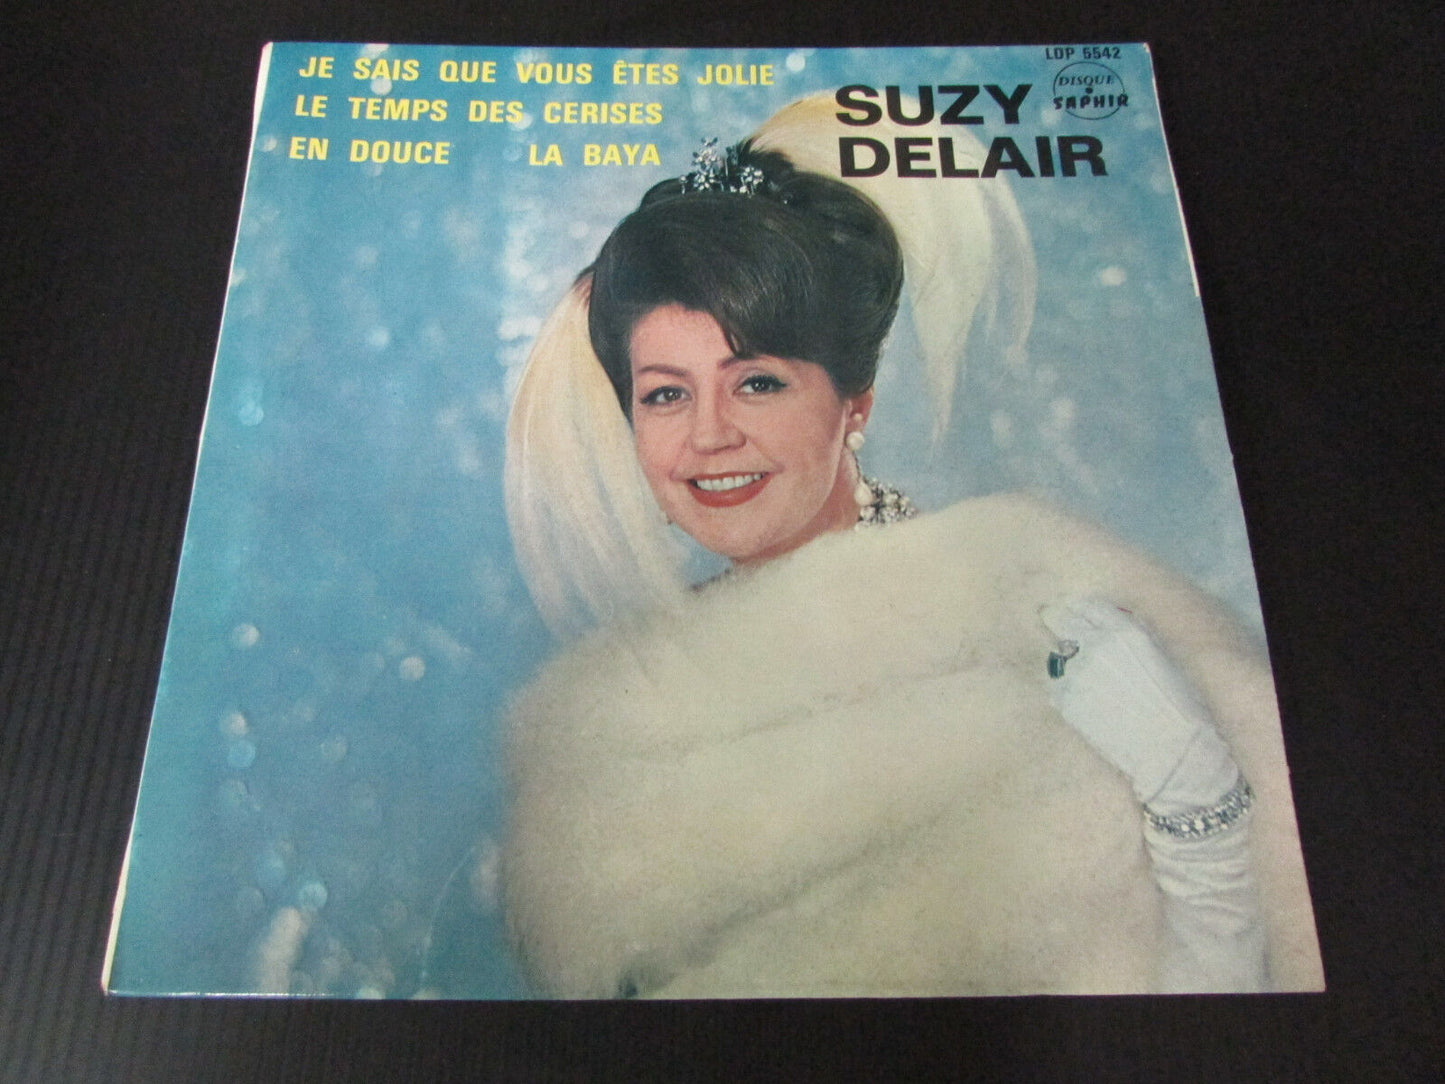 JE SAIS QUE VOUS ÊTES JOLIE
LE TEMPS DES CERISES
EN DOUCE LA BAYA
LDP 5542
DISQUE
SAPHIR
SUZY
DELAIR